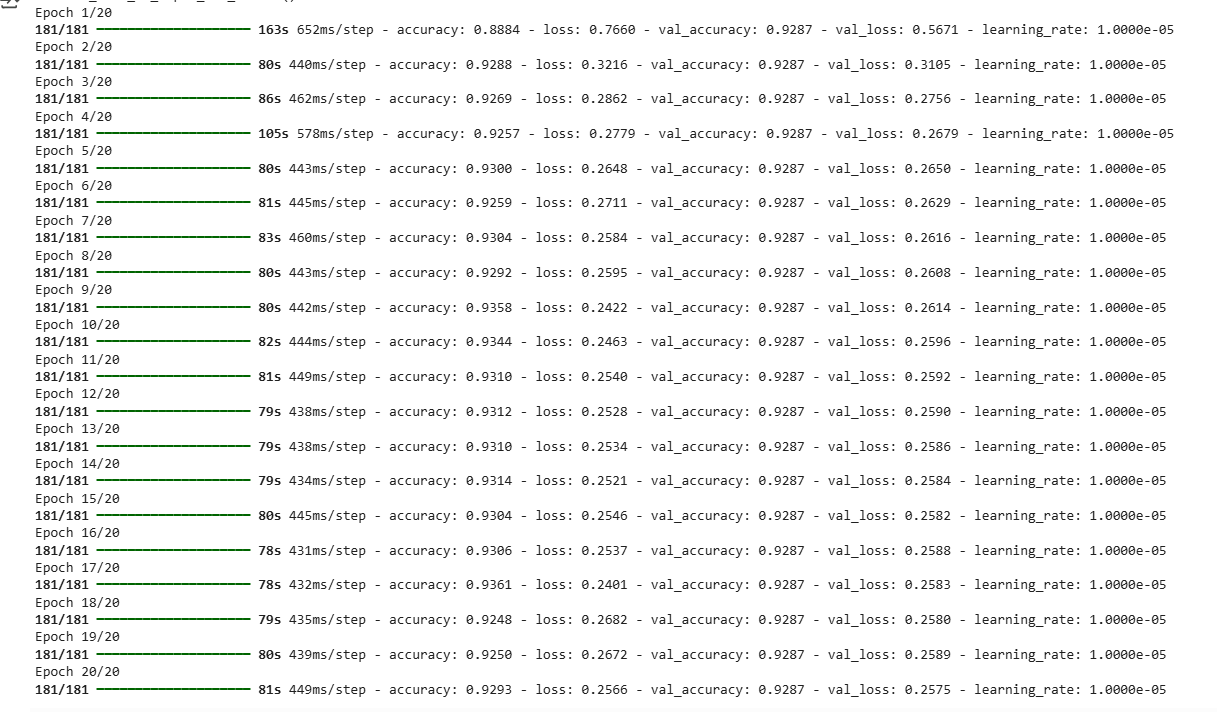 Epoch 1/20
181/181 ━━━━━━━━━━━━━━━━━━━━ 163s 652ms/step - accuracy: 0.8884 - loss: 0.7660 - val_accuracy: 0.9287 - val_loss: 0.5671 - learning_rate: 1.0000e-05
Epoch 2/20
181/181 ━━━━━━━━━━━━━━━━━━━━ 80s 440ms/step - accuracy: 0.9288 - loss: 0.3216 - val_accuracy: 0.9287 - val_loss: 0.3105 - learning_rate: 1.0000e-05
Epoch 3/20
181/181 ━━━━━━━━━━━━━━━━━━━━ 86s 462ms/step - accuracy: 0.9269 - loss: 0.2862 - val_accuracy: 0.9287 - val_loss: 0.2756 - learning_rate: 1.0000e-05
Epoch 4/20
181/181 ━━━━━━━━━━━━━━━━━━━━ 105s 578ms/step - accuracy: 0.9257 - loss: 0.2779 - val_accuracy: 0.9287 - val_loss: 0.2679 - learning_rate: 1.0000e-05
Epoch 5/20
181/181 ━━━━━━━━━━━━━━━━━━━━ 80s 443ms/step - accuracy: 0.9300 - loss: 0.2648 - val_accuracy: 0.9287 - val_loss: 0.2650 - learning_rate: 1.0000e-05
Epoch 6/20
181/181 ━━━━━━━━━━━━━━━━━━━━ 81s 445ms/step - accuracy: 0.9259 - loss: 0.2711 - val_accuracy: 0.9287 - val_loss: 0.2629 - learning_rate: 1.0000e-05
Epoch 7/20
181/181 ━━━━━━━━━━━━━━━━━━━━ 83s 460ms/step - accuracy: 0.9304 - loss: 0.2584 - val_accuracy: 0.9287 - val_loss: 0.2616 - learning_rate: 1.0000e-05
Epoch 8/20
181/181 ━━━━━━━━━━━━━━━━━━━━ 80s 443ms/step - accuracy: 0.9292 - loss: 0.2595 - val_accuracy: 0.9287 - val_loss: 0.2608 - learning_rate: 1.0000e-05
Epoch 9/20
181/181 ━━━━━━━━━━━━━━━━━━━━ 80s 442ms/step - accuracy: 0.9358 - loss: 0.2422 - val_accuracy: 0.9287 - val_loss: 0.2614 - learning_rate: 1.0000e-05
Epoch 10/20
181/181 ━━━━━━━━━━━━━━━━━━━━ 82s 444ms/step - accuracy: 0.9344 - loss: 0.2463 - val_accuracy: 0.9287 - val_loss: 0.2596 - learning_rate: 1.0000e-05
Epoch 11/20
181/181 ━━━━━━━━━━━━━━━━━━━━ 81s 449ms/step - accuracy: 0.9310 - loss: 0.2540 - val_accuracy: 0.9287 - val_loss: 0.2592 - learning_rate: 1.0000e-05
Epoch 12/20
181/181 ━━━━━━━━━━━━━━━━━━━━ 79s 438ms/step - accuracy: 0.9312 - loss: 0.2528 - val_accuracy: 0.9287 - val_loss: 0.2590 - learning_rate: 1.0000e-05
Epoch 13/20
181/181 ━━━━━━━━━━━━━━━━━━━━ 79s 438ms/step - accuracy: 0.9310 - loss: 0.2534 - val_accuracy: 0.9287 - val_loss: 0.2586 - learning_rate: 1.0000e-05
Epoch 14/20
181/181 ━━━━━━━━━━━━━━━━━━━━ 79s 434ms/step - accuracy: 0.9314 - loss: 0.2521 - val_accuracy: 0.9287 - val_loss: 0.2584 - learning_rate: 1.0000e-05
Epoch 15/20
181/181 ━━━━━━━━━━━━━━━━━━━━ 80s 445ms/step - accuracy: 0.9304 - loss: 0.2546 - val_accuracy: 0.9287 - val_loss: 0.2582 - learning_rate: 1.0000e-05
Epoch 16/20
181/181 ━━━━━━━━━━━━━━━━━━━━ 78s 431ms/step - accuracy: 0.9306 - loss: 0.2537 - val_accuracy: 0.9287 - val_loss: 0.2588 - learning_rate: 1.0000e-05
Epoch 17/20
181/181 ━━━━━━━━━━━━━━━━━━━━ 78s 432ms/step - accuracy: 0.9361 - loss: 0.2401 - val_accuracy: 0.9287 - val_loss: 0.2583 - learning_rate: 1.0000e-05
Epoch 18/20
181/181 ━━━━━━━━━━━━━━━━━━━━ 79s 435ms/step - accuracy: 0.9248 - loss: 0.2682 - val_accuracy: 0.9287 - val_loss: 0.2580 - learning_rate: 1.0000e-05
Epoch 19/20
181/181 ━━━━━━━━━━━━━━━━━━━━ 80s 439ms/step - accuracy: 0.9250 - loss: 0.2672 - val_accuracy: 0.9287 - val_loss: 0.2589 - learning_rate: 1.0000e-05
Epoch 20/20
181/181 ━━━━━━━━━━━━━━━━━━━━ 81s 449ms/step - accuracy: 0.9293 - loss: 0.2566 - val_accuracy: 0.9287 - val_loss: 0.2575 - learning_rate: 1.0000e-05